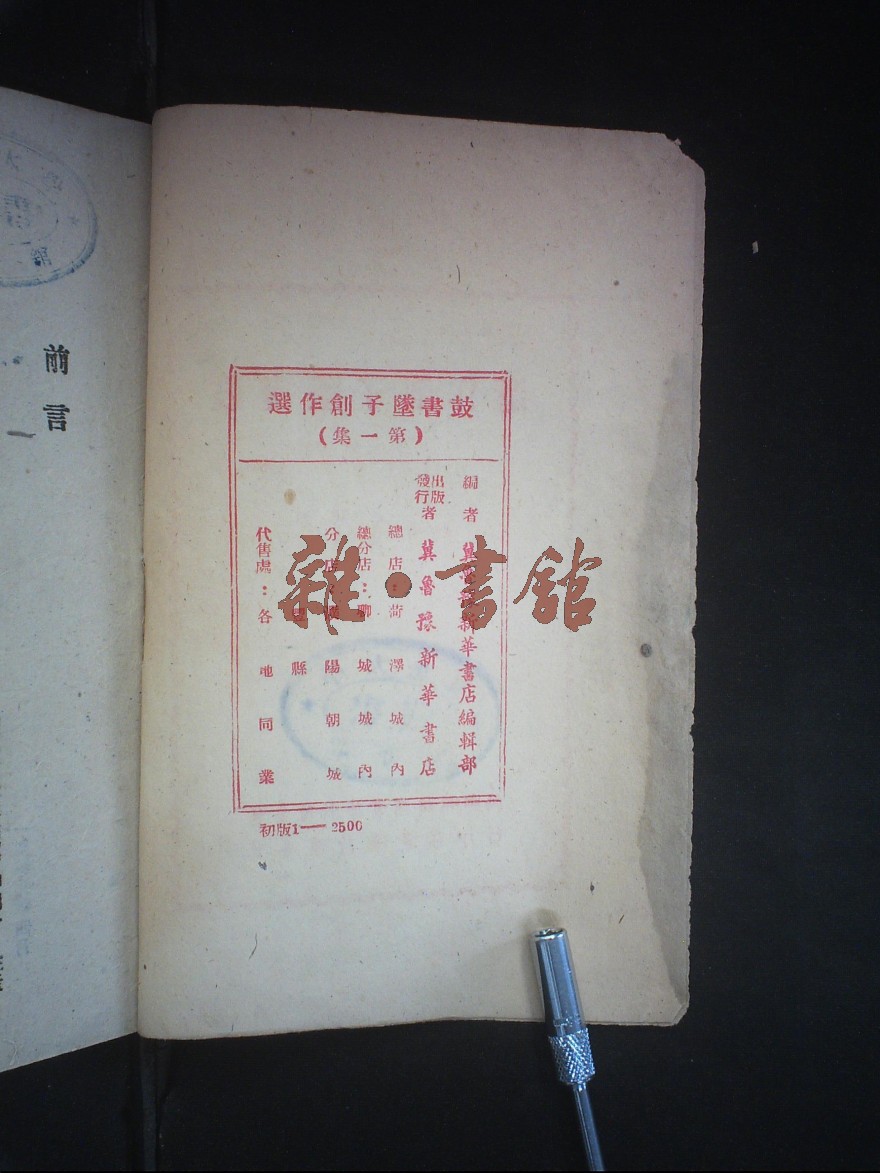 鼓書墜子創作選
（第一集）
編者 冀魯豫新華書店編輯部
出版發行者 冀魯豫新華書店
總店：荷澤城內
總分店：聊城城內
分店：陽朝城
縣
代售處：各地同業
初版1—2500
前言
館
雜·書館